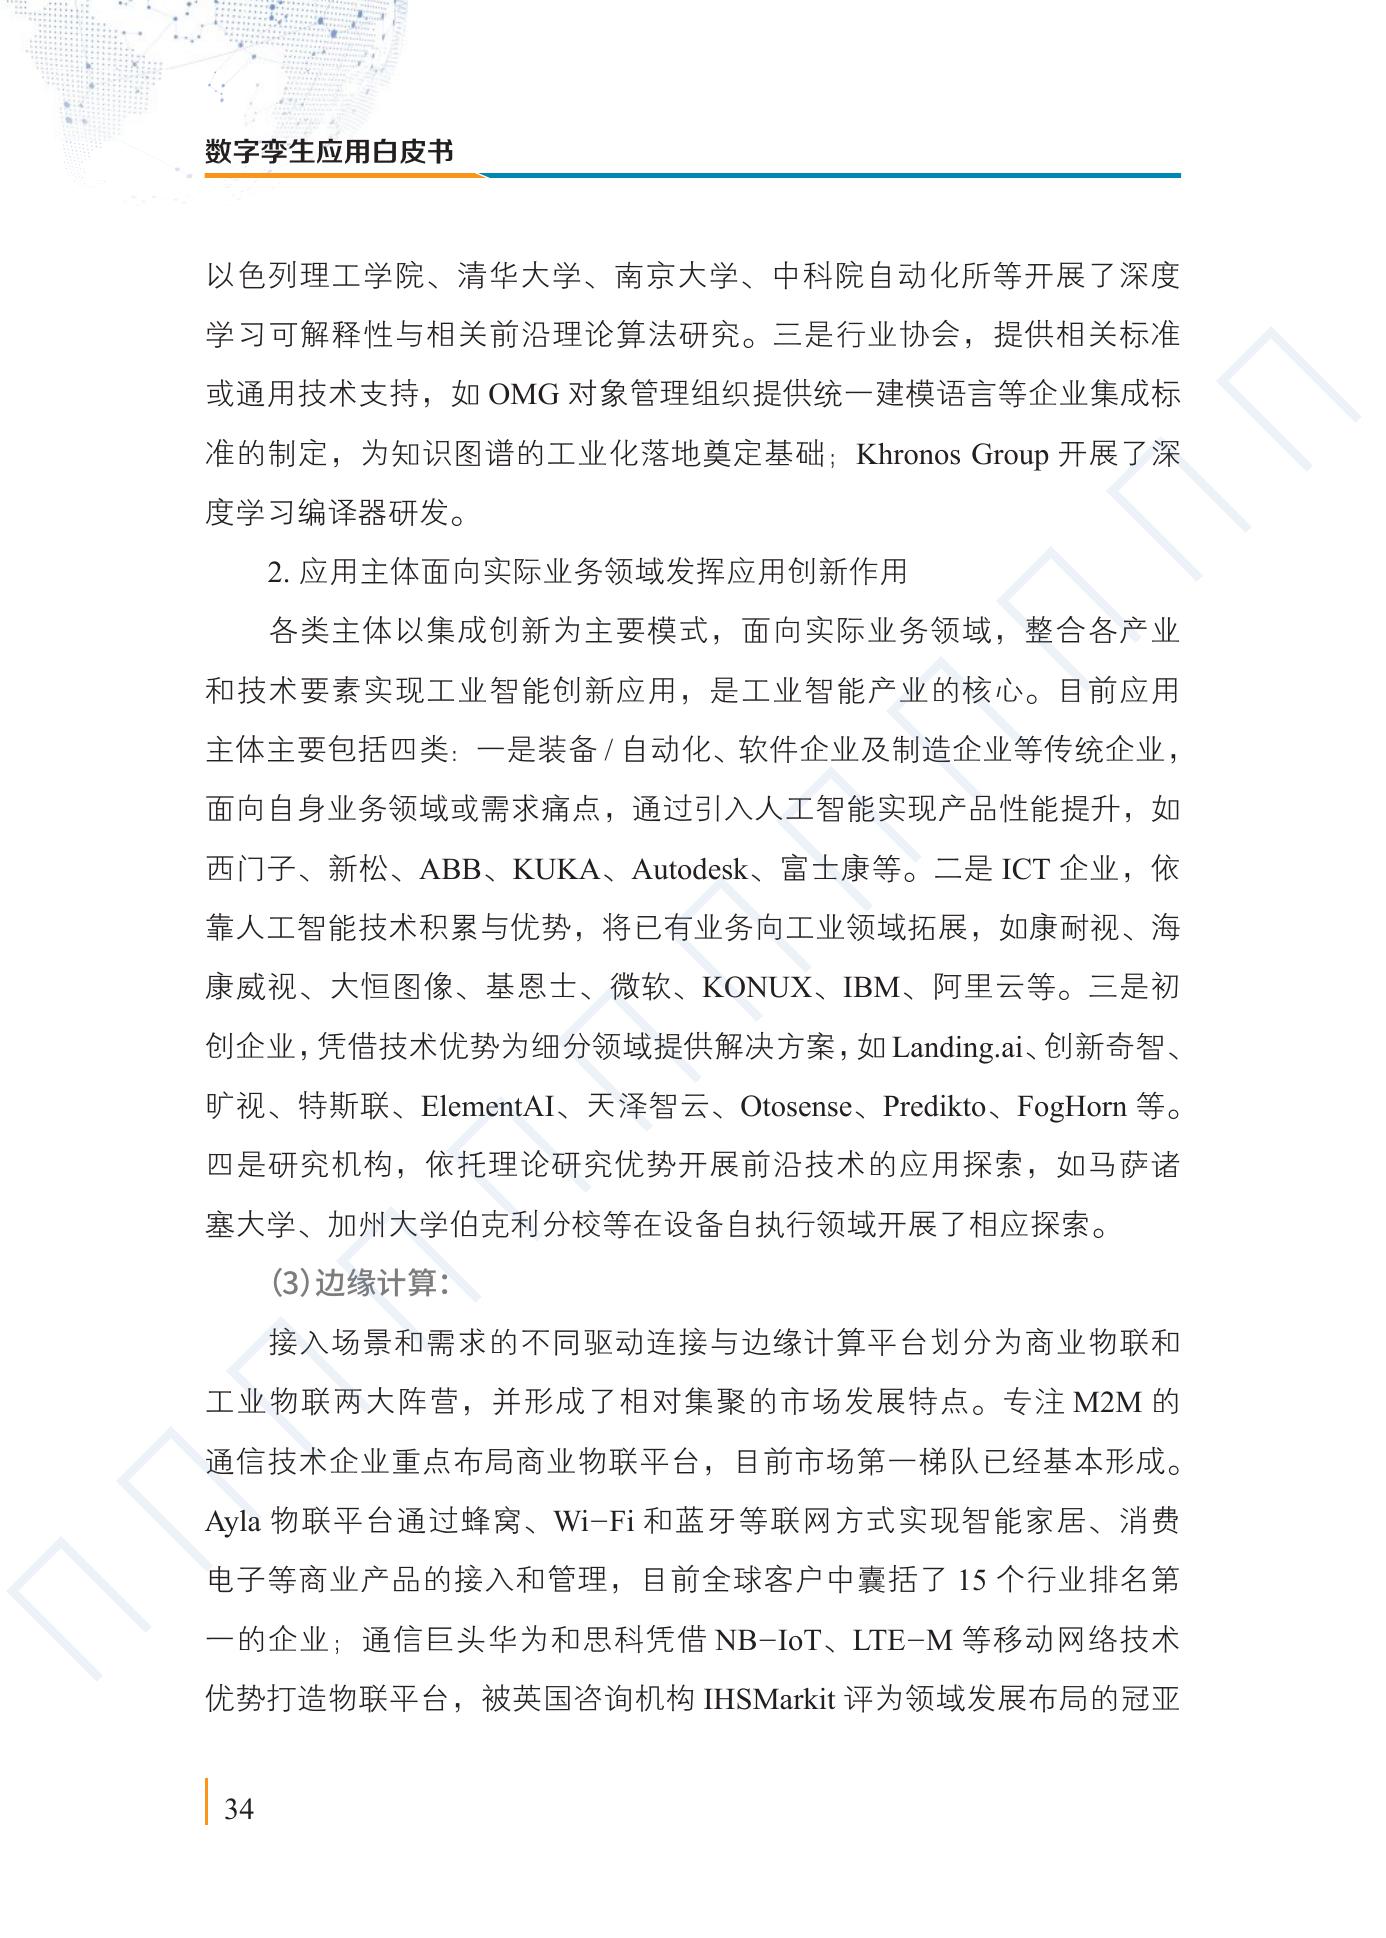 数字孪生应用白皮书
以色列理工学院、清华大学、南京大学、中科院自动化所等开展了深度
学习可解释性与相关前沿理论算法研究。三是行业协会，提供相关标准
或通用技术支持，如 OMG 对象管理组织提供统一建模语言等企业集成标
准的制定，为知识图谱的工业化落地奠定基础；Khronos Group 开展了深
度学习编译器研发。
2. 应用主体面向实际业务领域发挥应用创新作用
各类主体以集成创新为主要模式，面向实际业务领域，整合各产业
和技术要素实现工业智能创新应用，是工业智能产业的核心。目前应用
主体主要包括四类：一是装备 / 自动化、软件企业及制造企业等传统企业，
面向自身业务领域或需求痛点，通过引入人工智能实现产品性能提升，如
西门子、新松、ABB、KUKA、Autodesk、富士康等。二是 ICT 企业，依
靠人工智能技术积累与优势，将已有业务向工业领域拓展，如康耐视、海
康威视、大恒图像、基恩士、微软、KONUX、IBM、阿里云等。三是初
创企业，凭借技术优势为细分领域提供解决方案，如 Landing.ai、创新奇智、
旷视、特斯联、ElementAI、天泽智云、Otosense、Predikto、FogHorn 等。
四是研究机构，依托理论研究优势开展前沿技术的应用探索，如马萨诸
塞大学、加州大学伯克利分校等在设备自执行领域开展了相应探索。
（3）边缘计算：
接入场景和需求的不同驱动连接与边缘计算平台划分为商业物联和
工业物联两大阵营，并形成了相对集聚的市场发展特点。专注 M2M 的
通信技术企业重点布局商业物联平台，目前市场第一梯队已经基本形成。
Ayla 物联平台通过蜂窝、Wi–Fi 和蓝牙等联网方式实现智能家居、消费
电子等商业产品的接入和管理，目前全球客户中囊括了 15 个行业排名第
一的企业；通信巨头华为和思科凭借 NB–IoT、LTE–M 等移动网络技术
优势打造物联平台，被英国咨询机构 IHSMarkit 评为领域发展布局的冠亚
34